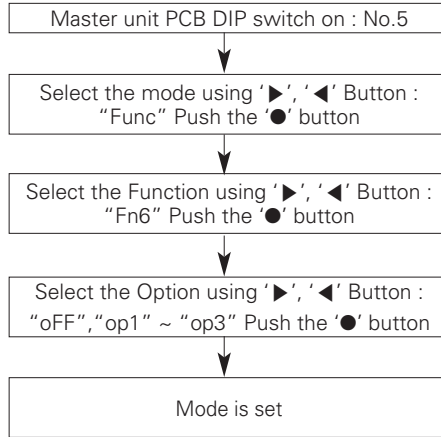 Master unit PCB DIP switch on : No.5
Select the mode using ‘▶’, ‘◀’ Button :
“Func” Push the ‘●’ button
Select the Function using ‘▶’, ‘◀’ Button :
“Fn6” Push the ‘●’ button
Select the Option using ‘▶’, ‘◀’ Button :
“oFF”,“op1” ~ “op3” Push the ‘●’ button
Mode is set